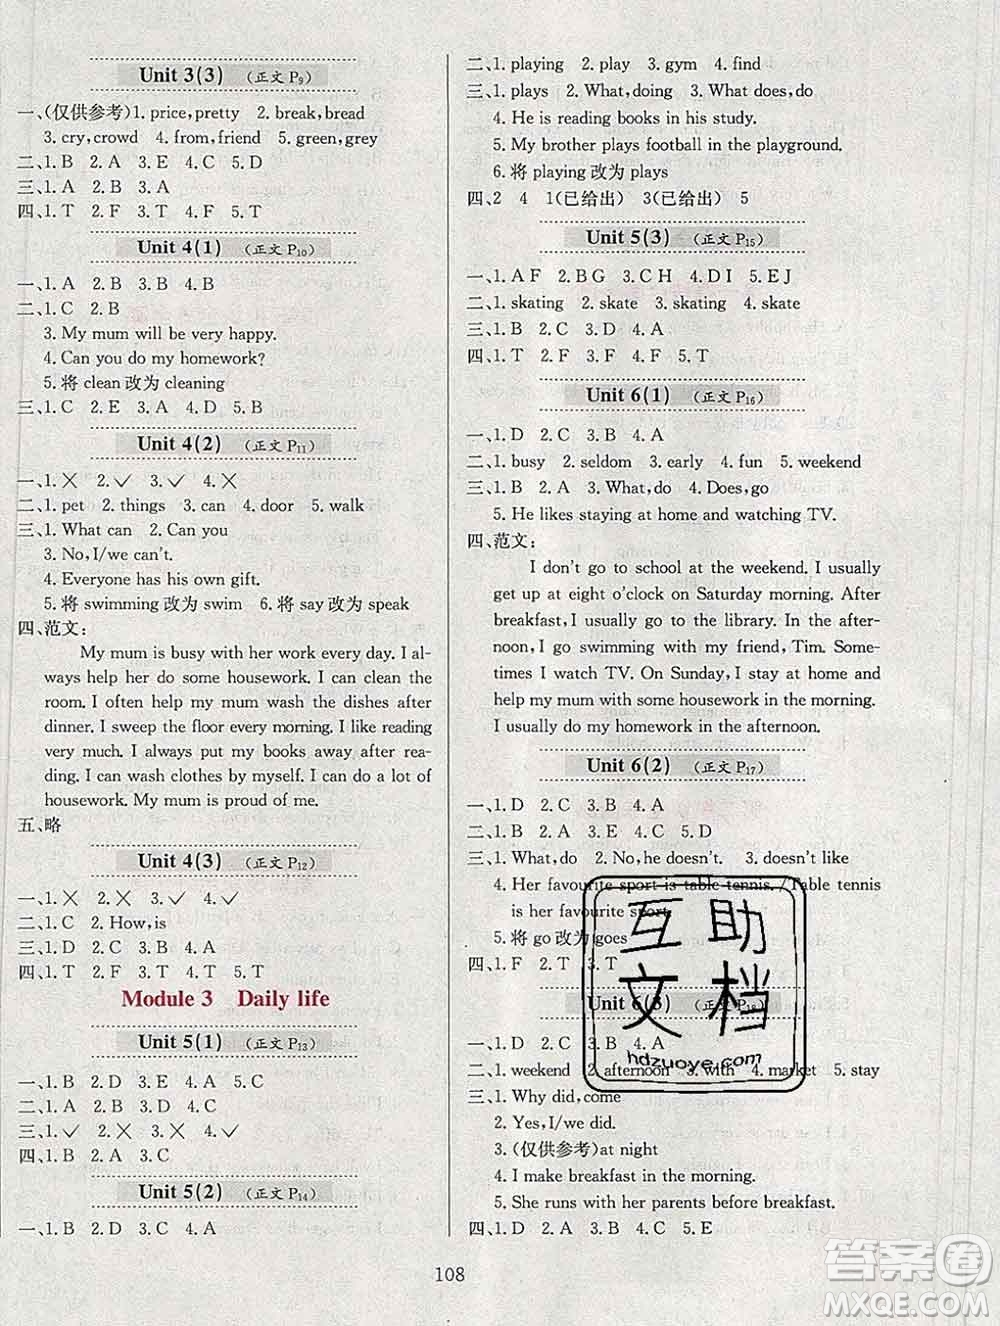 Unit 3(3) (正文 P9)
一、(仅供参考)1. price,pretty 2. break,bread
3. cry,crowd 4. from,friend 5. green,grey
二、1. B 2. A 3. E 4. C 5. D
三、1. A 2. B 3. A
四、1. T 2. F 3. T 4. F 5. T
Unit 4(1) (正文 P10)
一、1. A 2. B 3. B 4. B
二、1. C 2. B
3. My mum will be very happy.
4. Can you do my homework?
5. 将 clean 改为 cleaning
三、1. C 2. E 3. A 4. D 5. B
Unit 4(2) (正文 P11)
一、1. ✗ 2. ✓ 3. ✓ 4. ✗
二、1. pet 2. things 3. can 4. door 5. walk
三、1. What can 2. Can you
3. No, I/we can't.
4. Everyone has his own gift.
5. 将 swimming 改为 swim 6. 将 say 改为 speak
四、范文:
My mum is busy with her work every day. I al-
ways help her do some housework. I can clean the
room. I often help my mum wash the dishes after
dinner. I sweep the floor every morning. I like reading
very much. I always put my books away after rea-
ding. I can wash clothes by myself. I can do a lot of
housework. My mum is proud of me.
五、略
Unit 4(3) (正文 P12)
一、1. ✗ 2. ✗ 3. ✓ 4. ✓
二、1. C 2. How,is
三、1. D 2. C 3. B 4. A
四、1. T 2. F 3. T 4. F 5. T
Module 3 Daily life
Unit 5(1) (正文 P13)
一、1. B 2. D 3. E 4. A 5. C
二、1. A 2. B 3. D 4. C
三、1. ✓ 2. ✗ 3. ✗ 4. ✓
四、1. B 2. A 3. C
Unit 5(2) (正文 P14)
一、1. B 2. D 3. C 4. A
二、1. playing 2. play 3. gym 4. find
三、1. plays 2. What,doing 3. What does,do
4. He is reading books in his study.
5. My brother plays football in the playground.
6. 将 playing 改为 plays
四、2 4 1(已给出) 3(已给出) 5
Unit 5(3) (正文 P15)
一、1. A F 2. B G 3. C H 4. D I 5. E J
二、1. skating 2. skate 3. skating 4. skate
三、1. B 2. C 3. D 4. A
四、1. T 2. F 3. F 4. F 5. T
Unit 6(1) (正文 P16)
一、1. D 2. C 3. B 4. A
二、1. busy 2. seldom 3. early 4. fun 5. weekend
三、1. B 2. A 3. What,do 4. Does,go
5. He likes staying at home and watching TV.
四、范文:
I don't go to school at the weekend. I usually
get up at eight o'clock on Saturday morning. After
breakfast, I usually go to the library. In the after-
noon, I go swimming with my friend, Tim. Some-
times I watch TV. On Sunday, I stay at home and
help my mum with some housework in the morning.
I usually do my homework in the afternoon.
Unit 6(2) (正文 P17)
一、1. D 2. C 3. B 4. A
二、1. C 2. B 3. A 4. B 5. D
三、1. What,do 2. No, he doesn't. 3. doesn't like
4. Her favourite sport is table tennis. /Table tennis
is her favourite sport.
5. 将 go 改为 goes
四、1. F 2. T 3. T
Unit 6(3) (正文 P18)
一、1. D 2. C 3. B 4. A
二、1. weekend 2. afternoon 3. with 4. market 5. stay
三、1. Why did,come
2. Yes, I/we did.
3. (仅供参考)at night
4. I make breakfast in the morning.
5. She runs with her parents before breakfast.
四、1. D 2. A 3. B 4. C 5. E
互助
文档
hdzuoye.com
108
答案圈
MXQE.COM